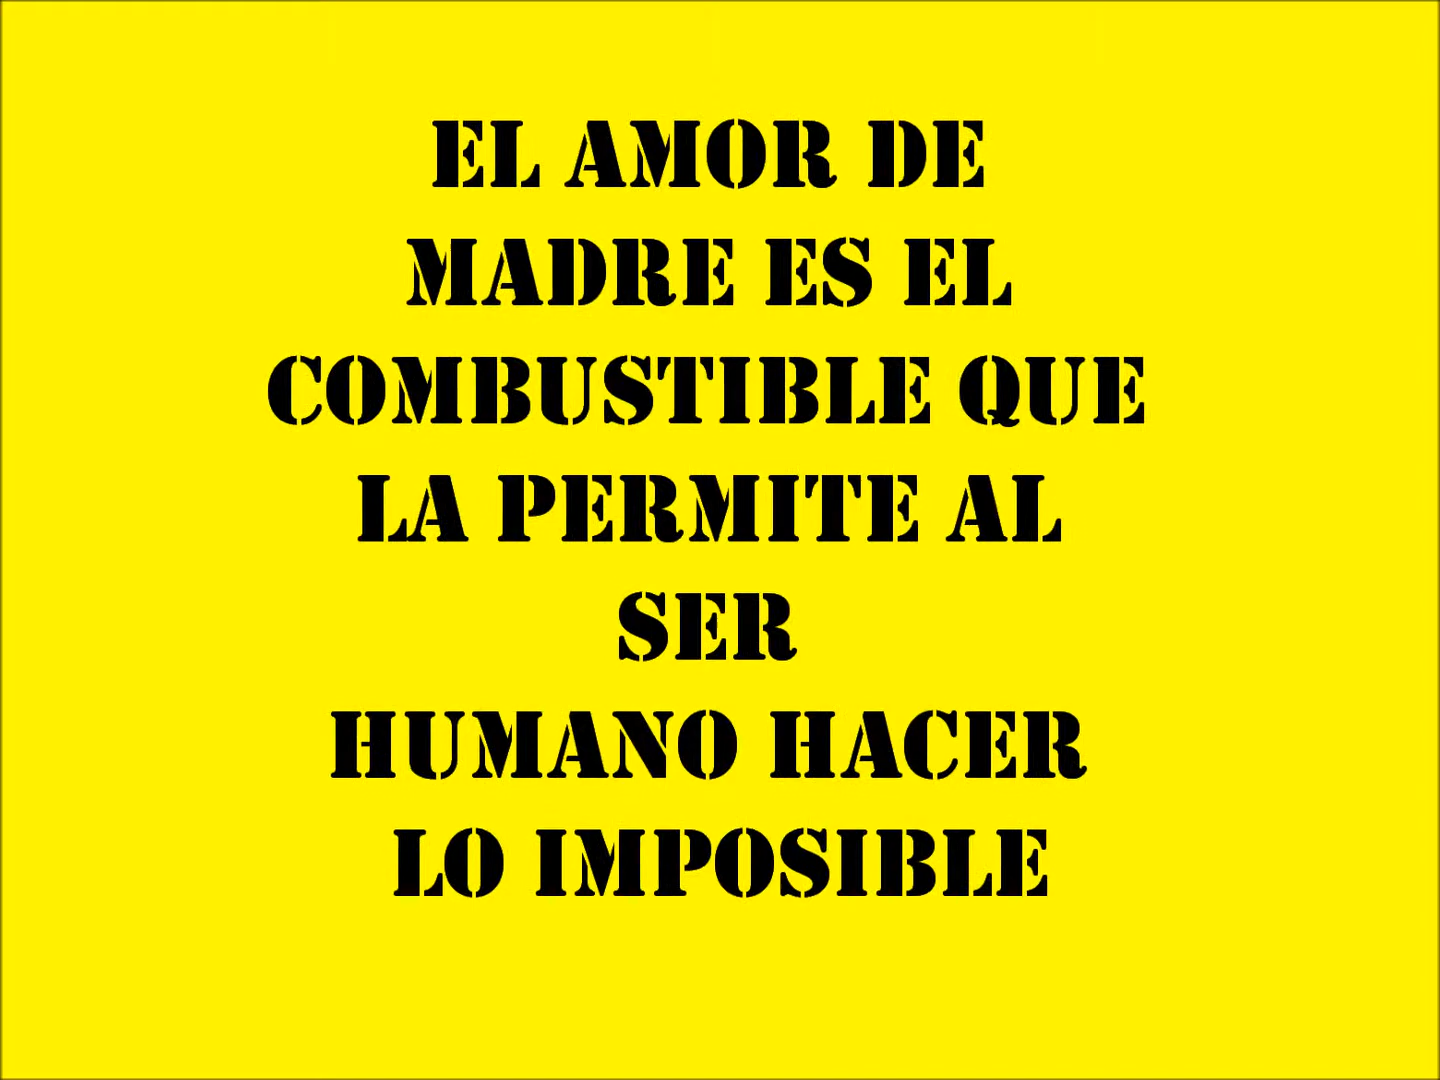 EL AMOR DE
MADRE ES EL
COMBUSTIBLE QUE
LA PERMITE AL
SER
HUMANO HACER
LO IMPOSIBLE